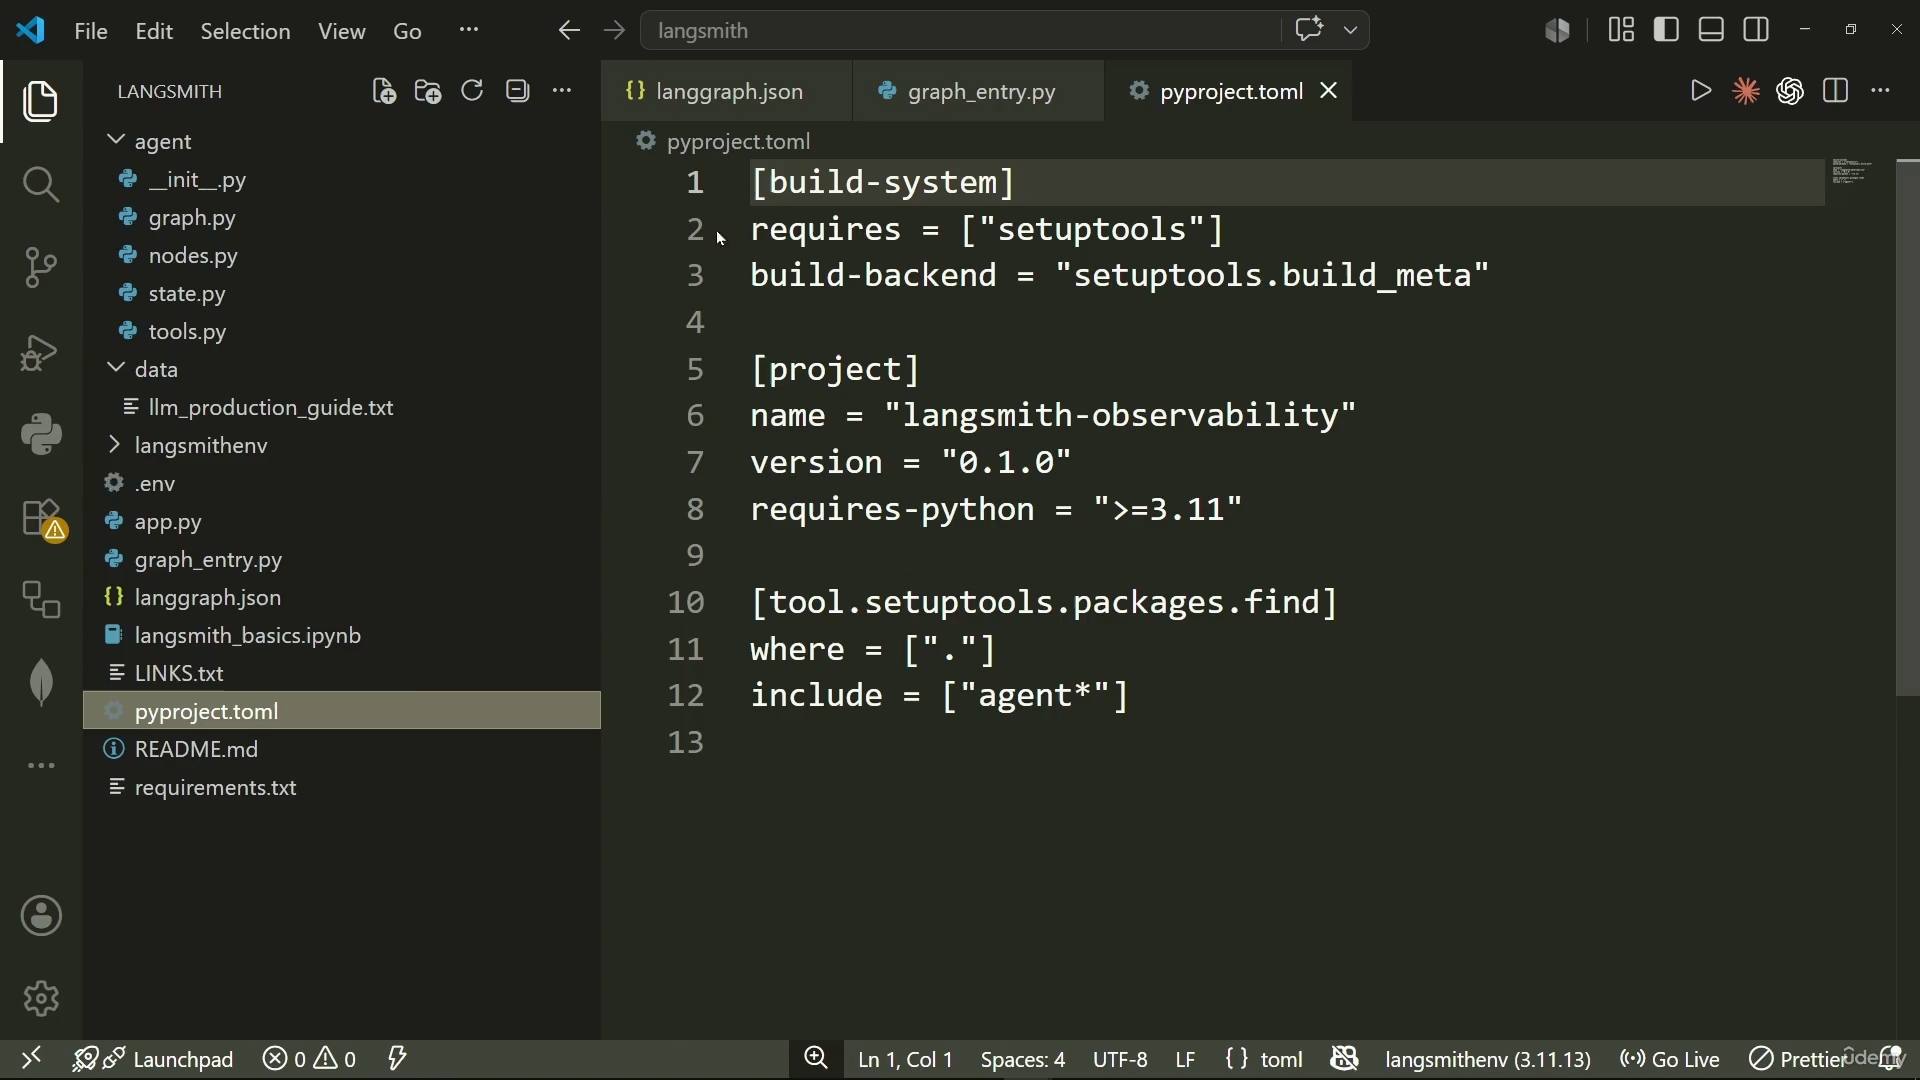 File Edit Selection View Go ··· langsmith
LANGSMITH
agent
__init__.py
graph.py
nodes.py
state.py
tools.py
data
llm_production_guide.txt
langsmithenv
.env
app.py
graph_entry.py
{} langgraph.json
langsmith_basics.ipynb
LINKS.txt
pyproject.toml
README.md
requirements.txt
{} langgraph.json graph_entry.py pyproject.toml
pyproject.toml
1 [build-system]
2 requires = ["setuptools"]
3 build-backend = "setuptools.build_meta"
4
5 [project]
6 name = "langsmith-observability"
7 version = "0.1.0"
8 requires-python = ">=3.11"
9
10 [tool.setuptools.packages.find]
11 where = ["."]
12 include = ["agent*"]
13
Launchpad 0 0 Ln 1, Col 1 Spaces: 4 UTF-8 LF {} toml langsmithenv (3.11.13) Go Live Prettier
ûdemy